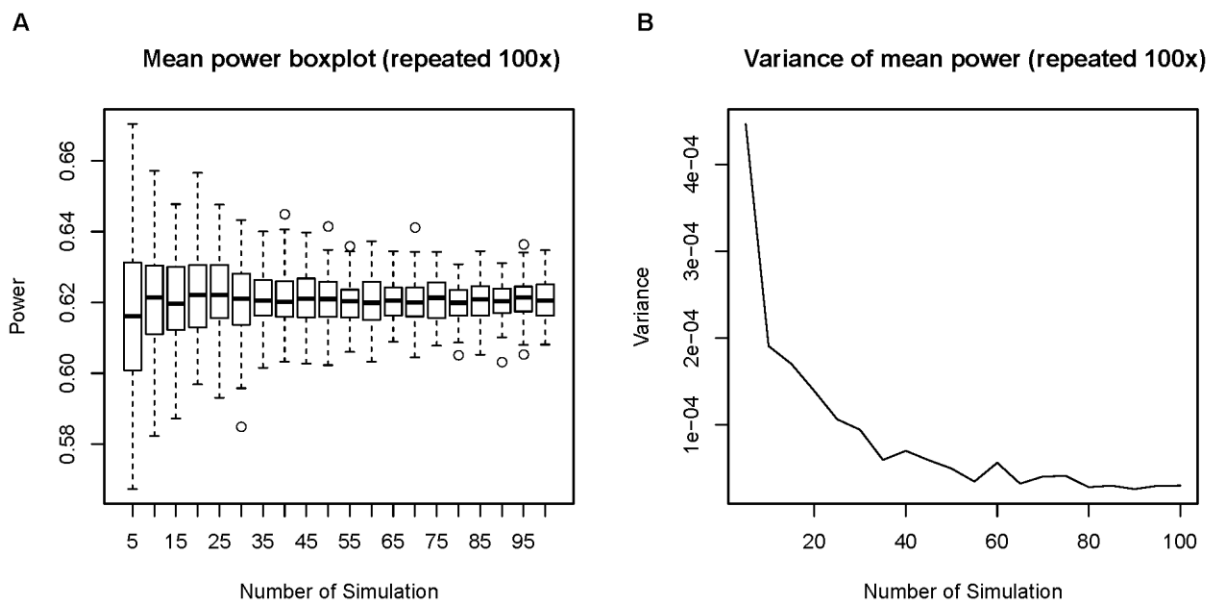 A
Mean power boxplot (repeated 100x)
Power
0.66
0.64
0.62
0.60
0.58
5 15 25 35 45 55 65 75 85 95
Number of Simulation
B
Variance of mean power (repeated 100x)
Variance
4e−04
3e−04
2e−04
1e−04
20 40 60 80 100
Number of Simulation